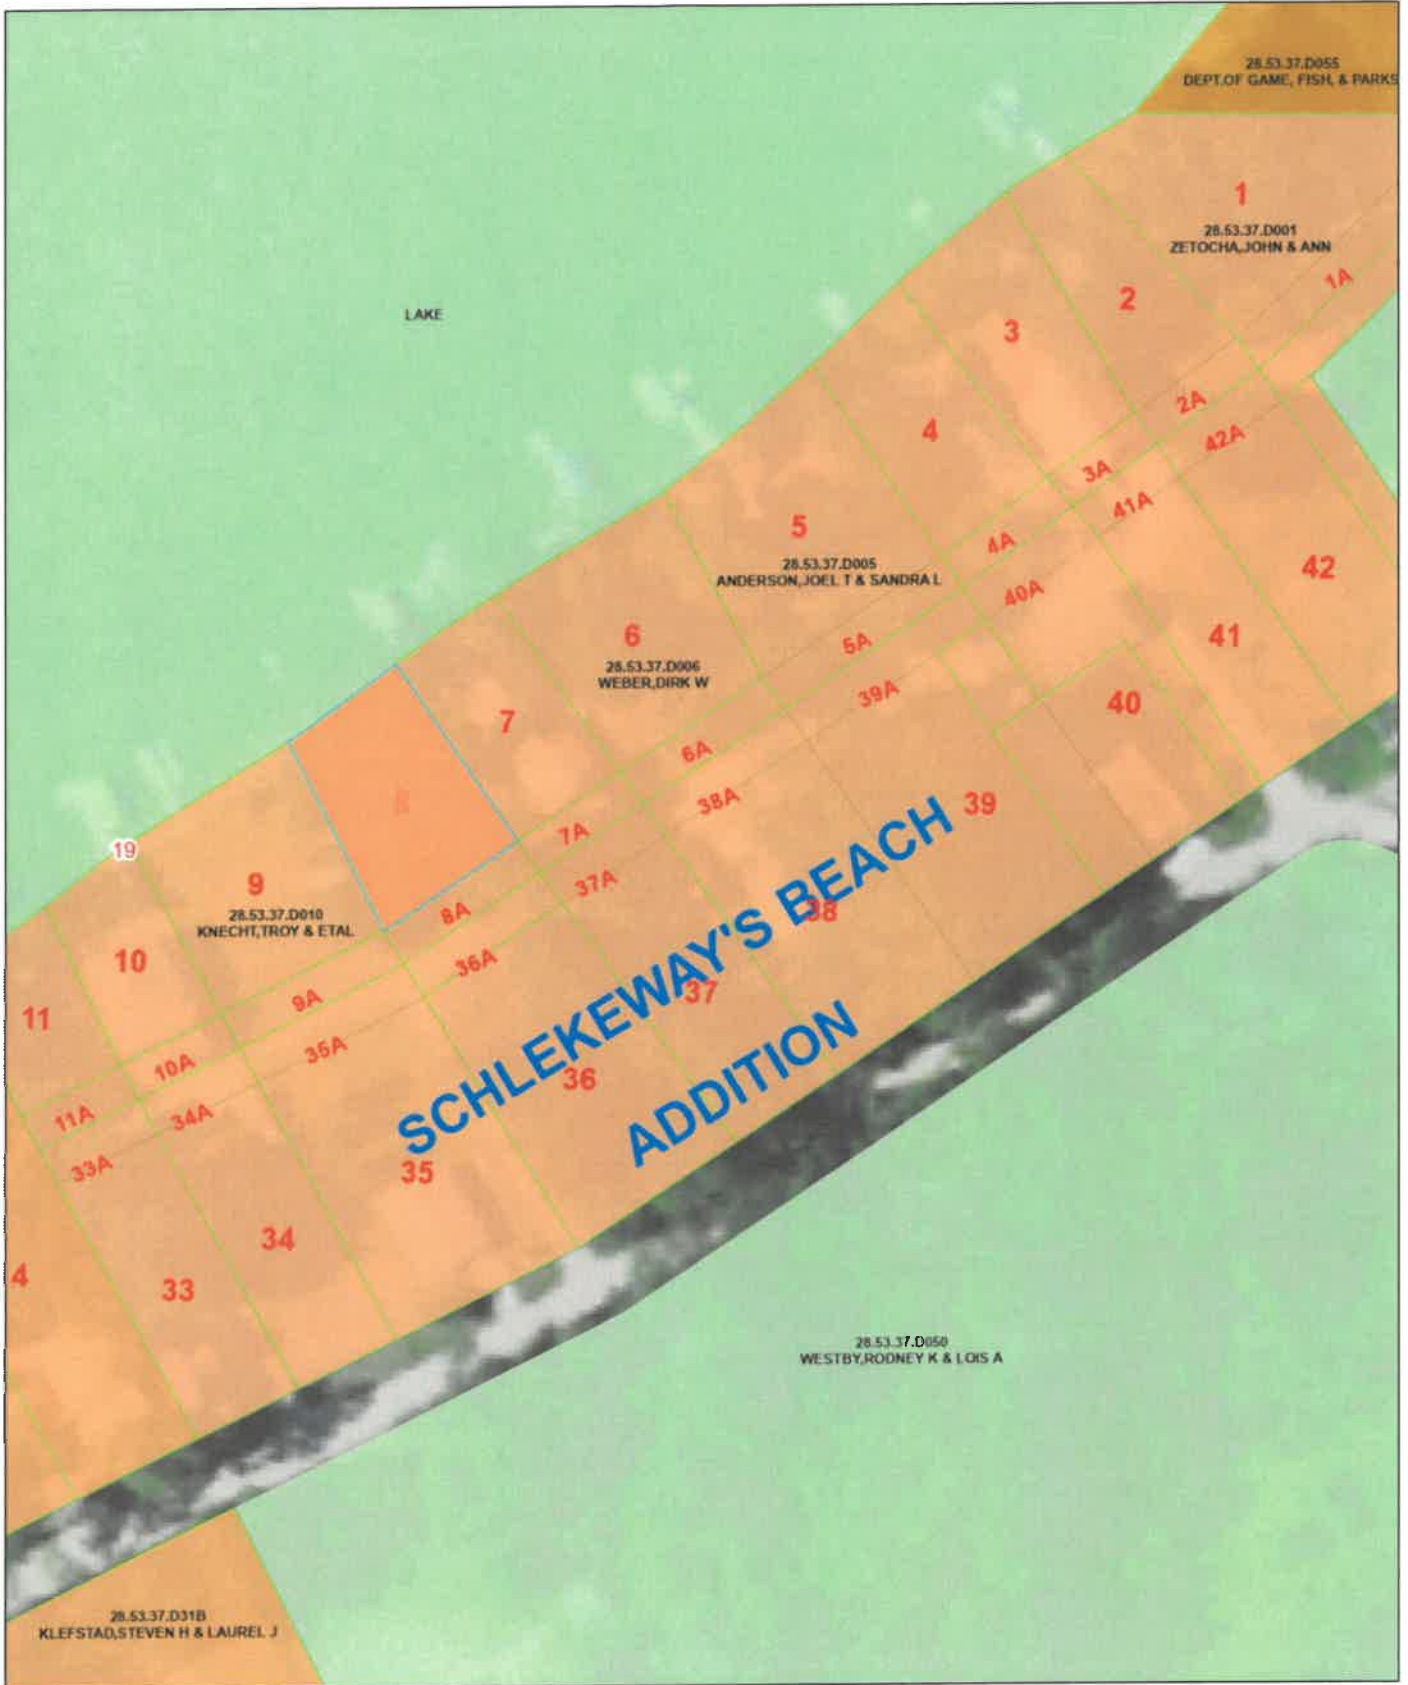 28.53.37.D055
DEPT.OF GAME, FISH, & PARKS
1
28.53.37.D001
ZETOCHA,JOHN & ANN
1A
2
LAKE
3
2A
4
42A
3A
41A
5
4A
28.53.37.D005
ANDERSON,JOEL T & SANDRA L
42
40A
6
5A
41
28.53.37.D006
WEBER,DIRK W
39A
40
7
6A
38A
39
8
7A
19
37A
9
28.53.37.D010
KNECHT,TROY & ETAL
8A
38
10
36A
9A
37
11
35A
10A
36
11A
34A
33A
35
SCHLEKEWAY'S BEACH
ADDITION
34
4
33
28.53.37.D050
WESTBY,RODNEY K & LOIS A
28.53.37.D31B
KLEFSTAD,STEVEN H & LAUREL J